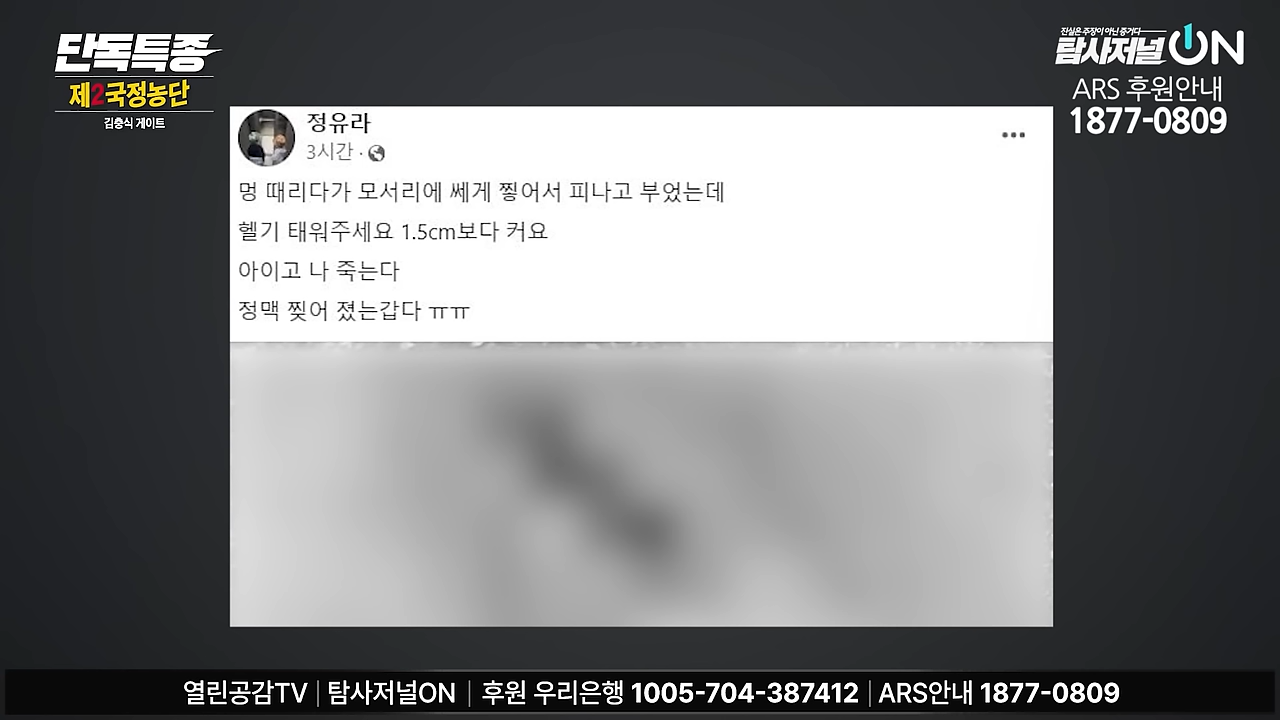 단독특종
제2국정농단
김충식 게이트
진실은 주장이 아닌 증거다
탐사저널ON
ARS 후원안내
1877-0809
정유라
3시간 ·
멍 때리다가 모서리에 쎄게 찧어서 피나고 부었는데
헬기 태워주세요 1.5cm보다 커요
아이고 나 죽는다
정맥 찢어 졌는갑다 ㅠㅠ
열린공감TV | 탐사저널ON | 후원 우리은행 1005-704-387412 | ARS안내 1877-0809